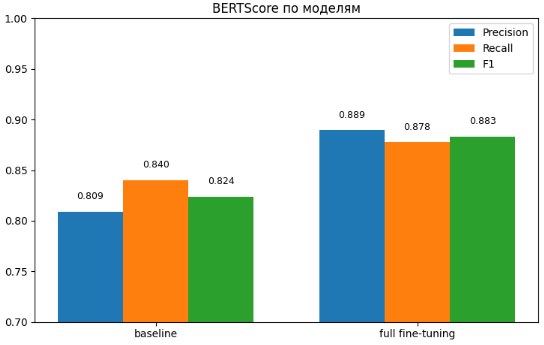 BERTScore по моделям
1.00
0.95
0.90
0.85
0.80
0.75
0.70
Precision
Recall
F1
0.809
0.840
0.824
0.889
0.878
0.883
baseline
full fine-tuning